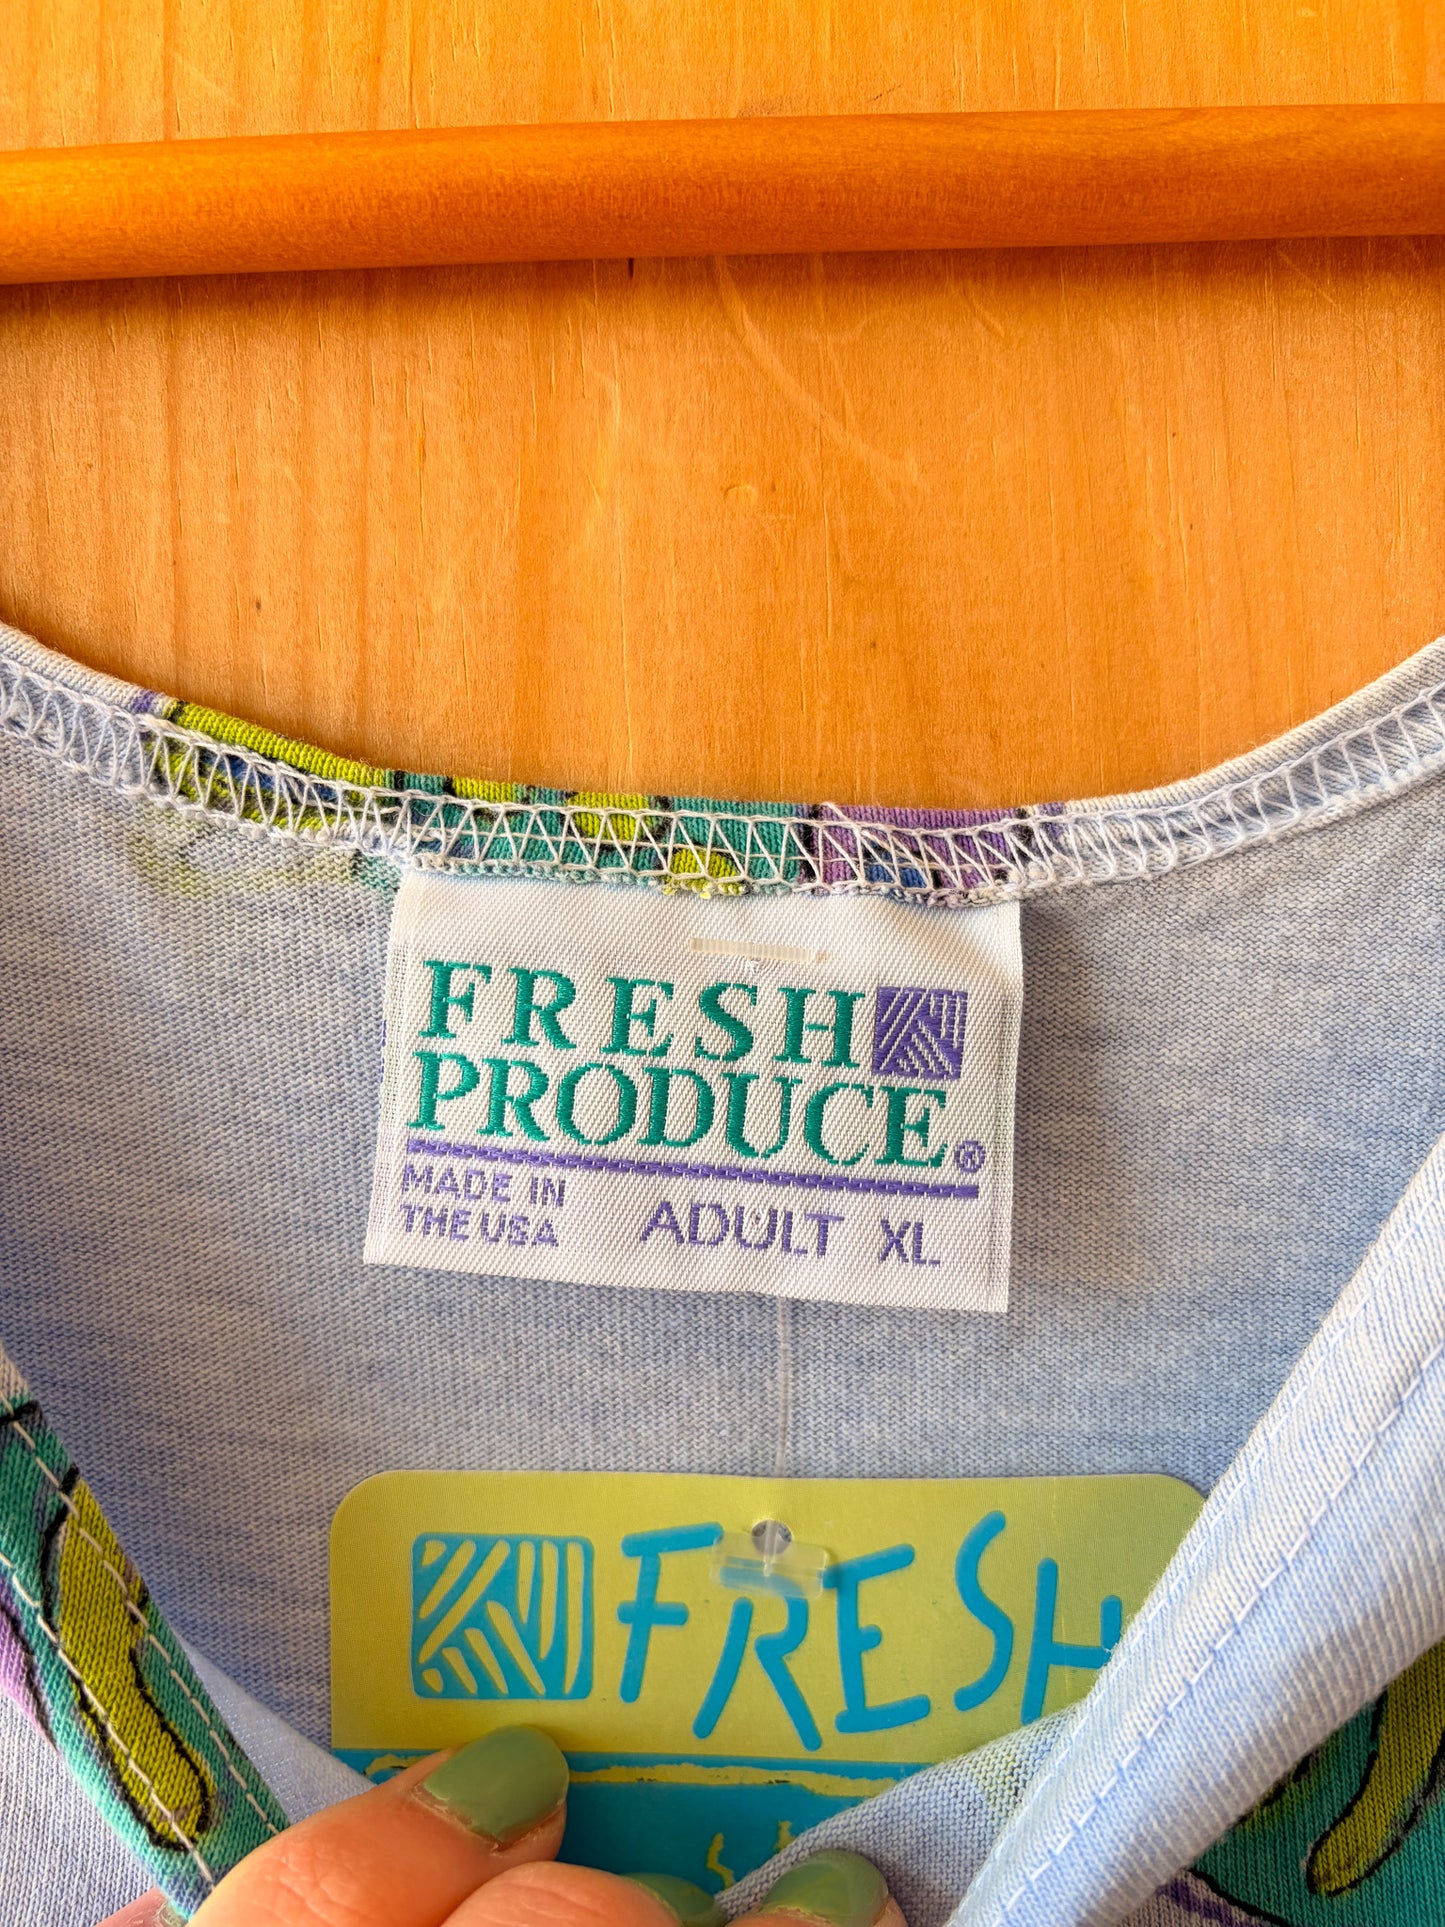 FRESH
PRODUCE®
MADE IN
THE USA
ADULT XL
FRESH